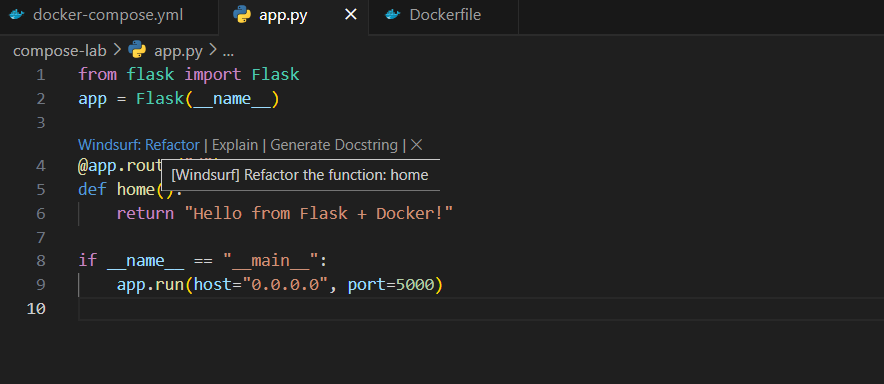 docker-compose.yml
app.py
Dockerfile
compose-lab > app.py > ...
1 from flask import Flask
2 app = Flask(__name__)
3
Windsurf: Refactor | Explain | Generate Docstring | ×
4 @app.rout
[Windsurf] Refactor the function: home
5 def home():
6 return "Hello from Flask + Docker!"
7
8 if __name__ == "__main__":
9 app.run(host="0.0.0.0", port=5000)
10